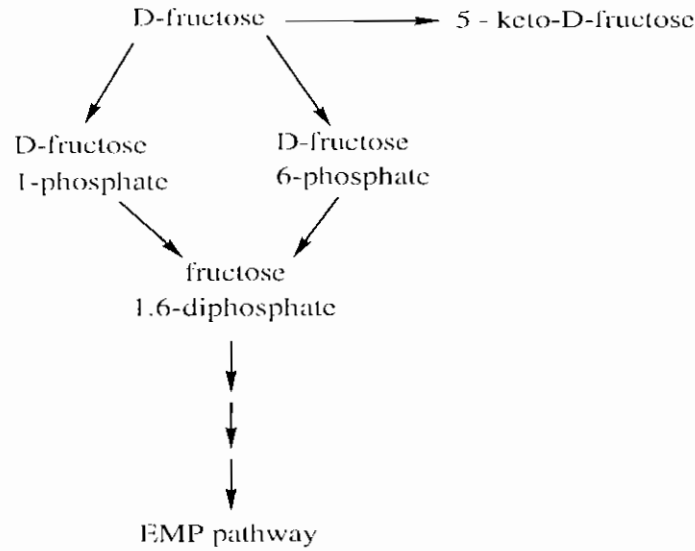 D-fructose
5 - keto-D-fructose
D-fructose
1-phosphate
D-fructose
6-phosphate
fructose
1.6-diphosphate
EMP pathway